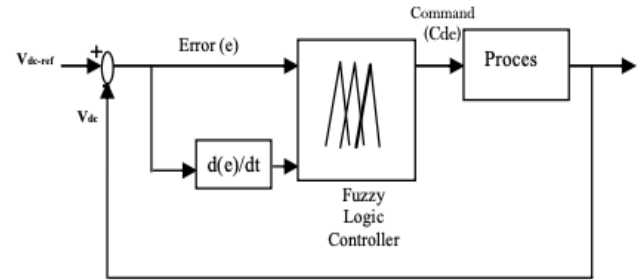 Command
(Cde)
Error (e)
+
Vdc-ref
Proces
Vdc
d(e)/dt
Fuzzy
Logic
Controller